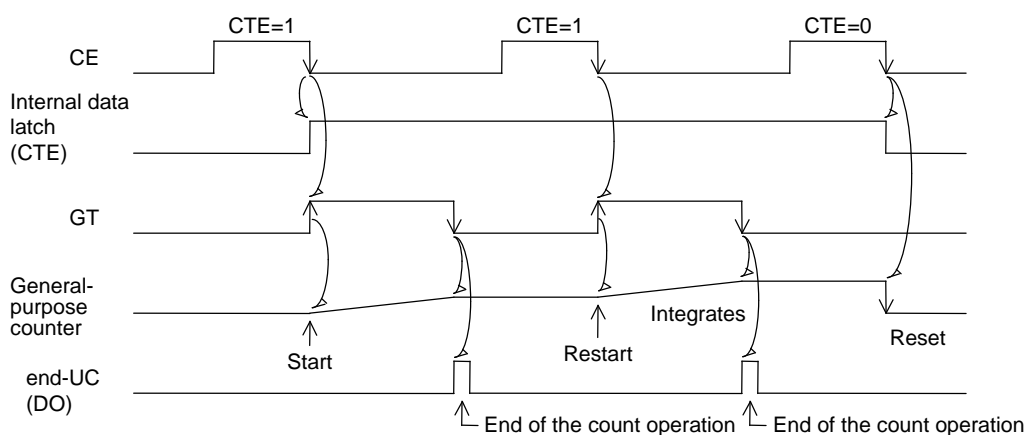 CTE=1
CTE=1
CTE=0
CE
Internal data
latch
(CTE)
GT
General-
purpose
counter
Start
Restart
Integrates
Reset
end-UC
(DO)
End of the count operation
End of the count operation